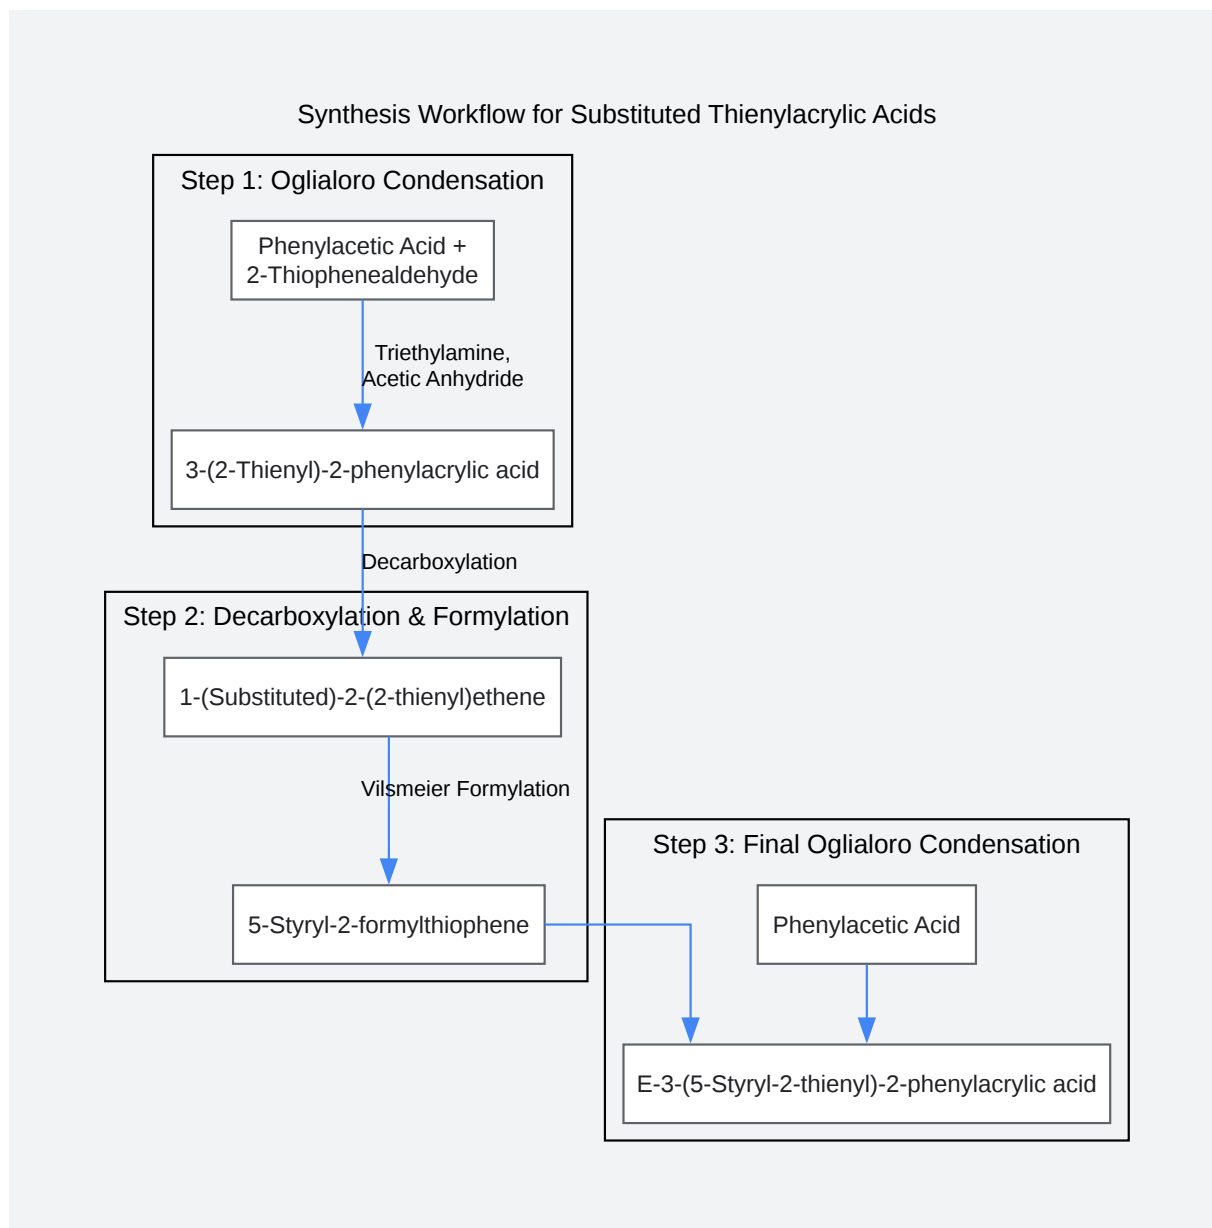 Synthesis Workflow for Substituted Thienylacrylic Acids
Step 1: Oglialoro Condensation
Phenylacetic Acid +
2-Thiophenealdehyde
Triethylamine,
Acetic Anhydride
3-(2-Thienyl)-2-phenylacrylic acid
Decarboxylation
Step 2: Decarboxylation & Formylation
1-(Substituted)-2-(2-thienyl)ethene
Vilsmeier Formylation
5-Styryl-2-formylthiophene
Step 3: Final Oglialoro Condensation
Phenylacetic Acid
E-3-(5-Styryl-2-thienyl)-2-phenylacrylic acid